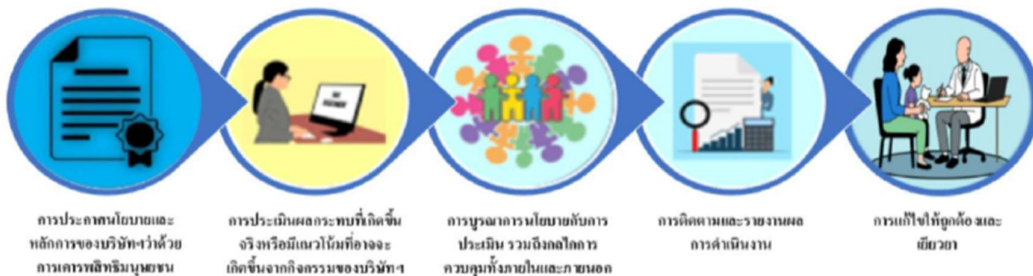 การประกาศนโยบายและ
หลักการของบริษัทฯว่าด้วย
การเคารพสิทธิมนุษยชน
การประเมินผลกระทบที่เกิดขึ้น
จริงหรือมีแนวโน้มที่อาจจะ
เกิดขึ้นจากกิจกรรมของบริษัทฯ
การบูรณาการนโยบายกับการ
ประเมิน รวมถึงกลไกการ
ควบคุมทั้งภายในและภายนอก
การติดตามและรายงานผล
การดำเนินงาน
การแก้ไขให้ถูกต้องและ
เยียวยา